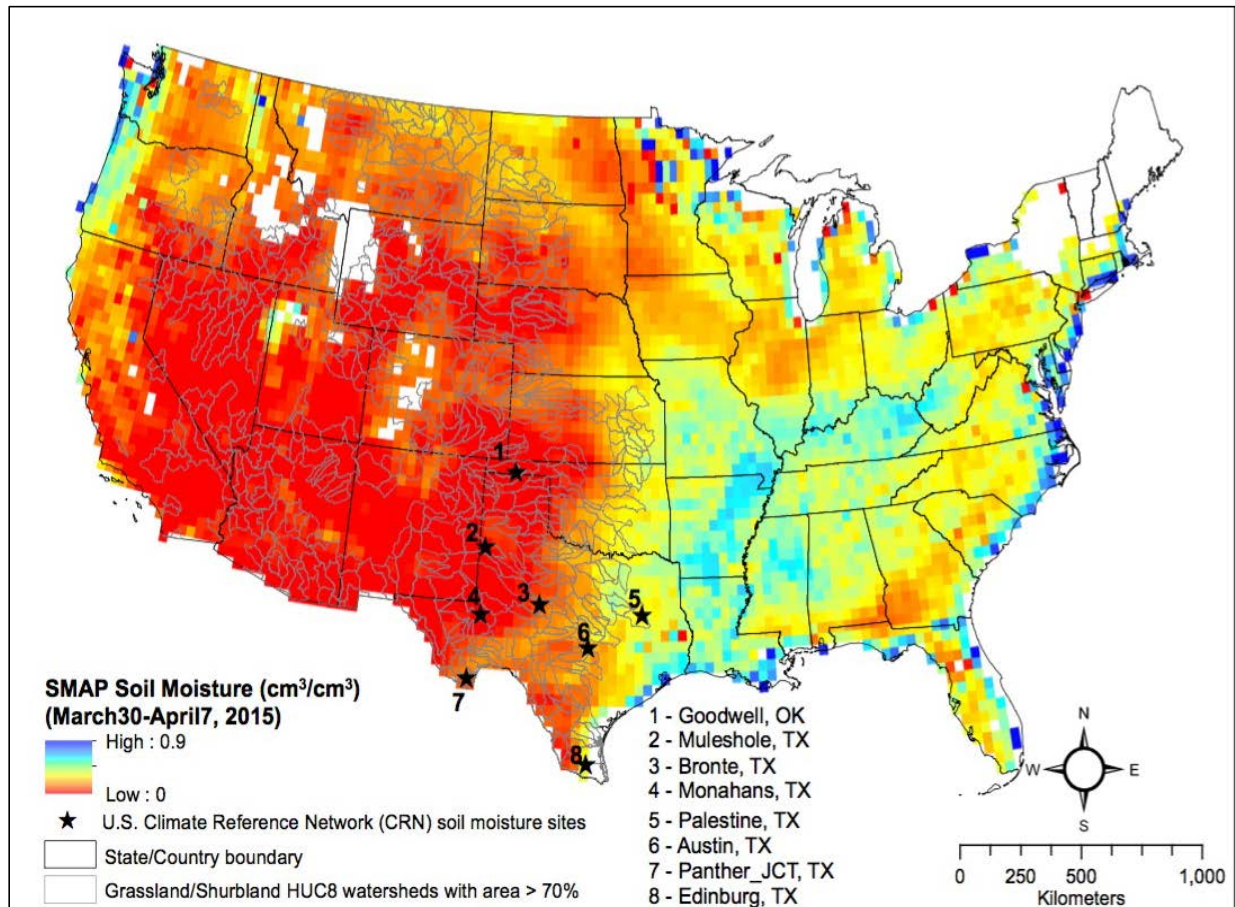 1
2
3
4
5
6
7
8
SMAP Soil Moisture (cm³/cm³)
(March30-April7, 2015)
High : 0.9
Low : 0
U.S. Climate Reference Network (CRN) soil moisture sites
State/Country boundary
Grassland/Shurbland HUC8 watersheds with area > 70%
1 - Goodwell, OK
2 - Muleshole, TX
3 - Bronte, TX
4 - Monahans, TX
5 - Palestine, TX
6 - Austin, TX
7 - Panther_JCT, TX
8 - Edinburg, TX
N
W E
S
0 250 500 1,000
Kilometers